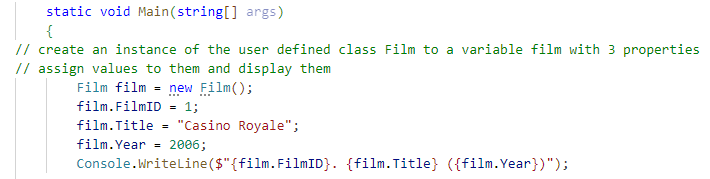 static void Main(string[] args)
{
// create an instance of the user defined class Film to a variable film with 3 properties
// assign values to them and display them
Film film = new Film();
film.FilmID = 1;
film.Title = "Casino Royale";
film.Year = 2006;
Console.WriteLine($"{film.FilmID}. {film.Title} ({film.Year})");